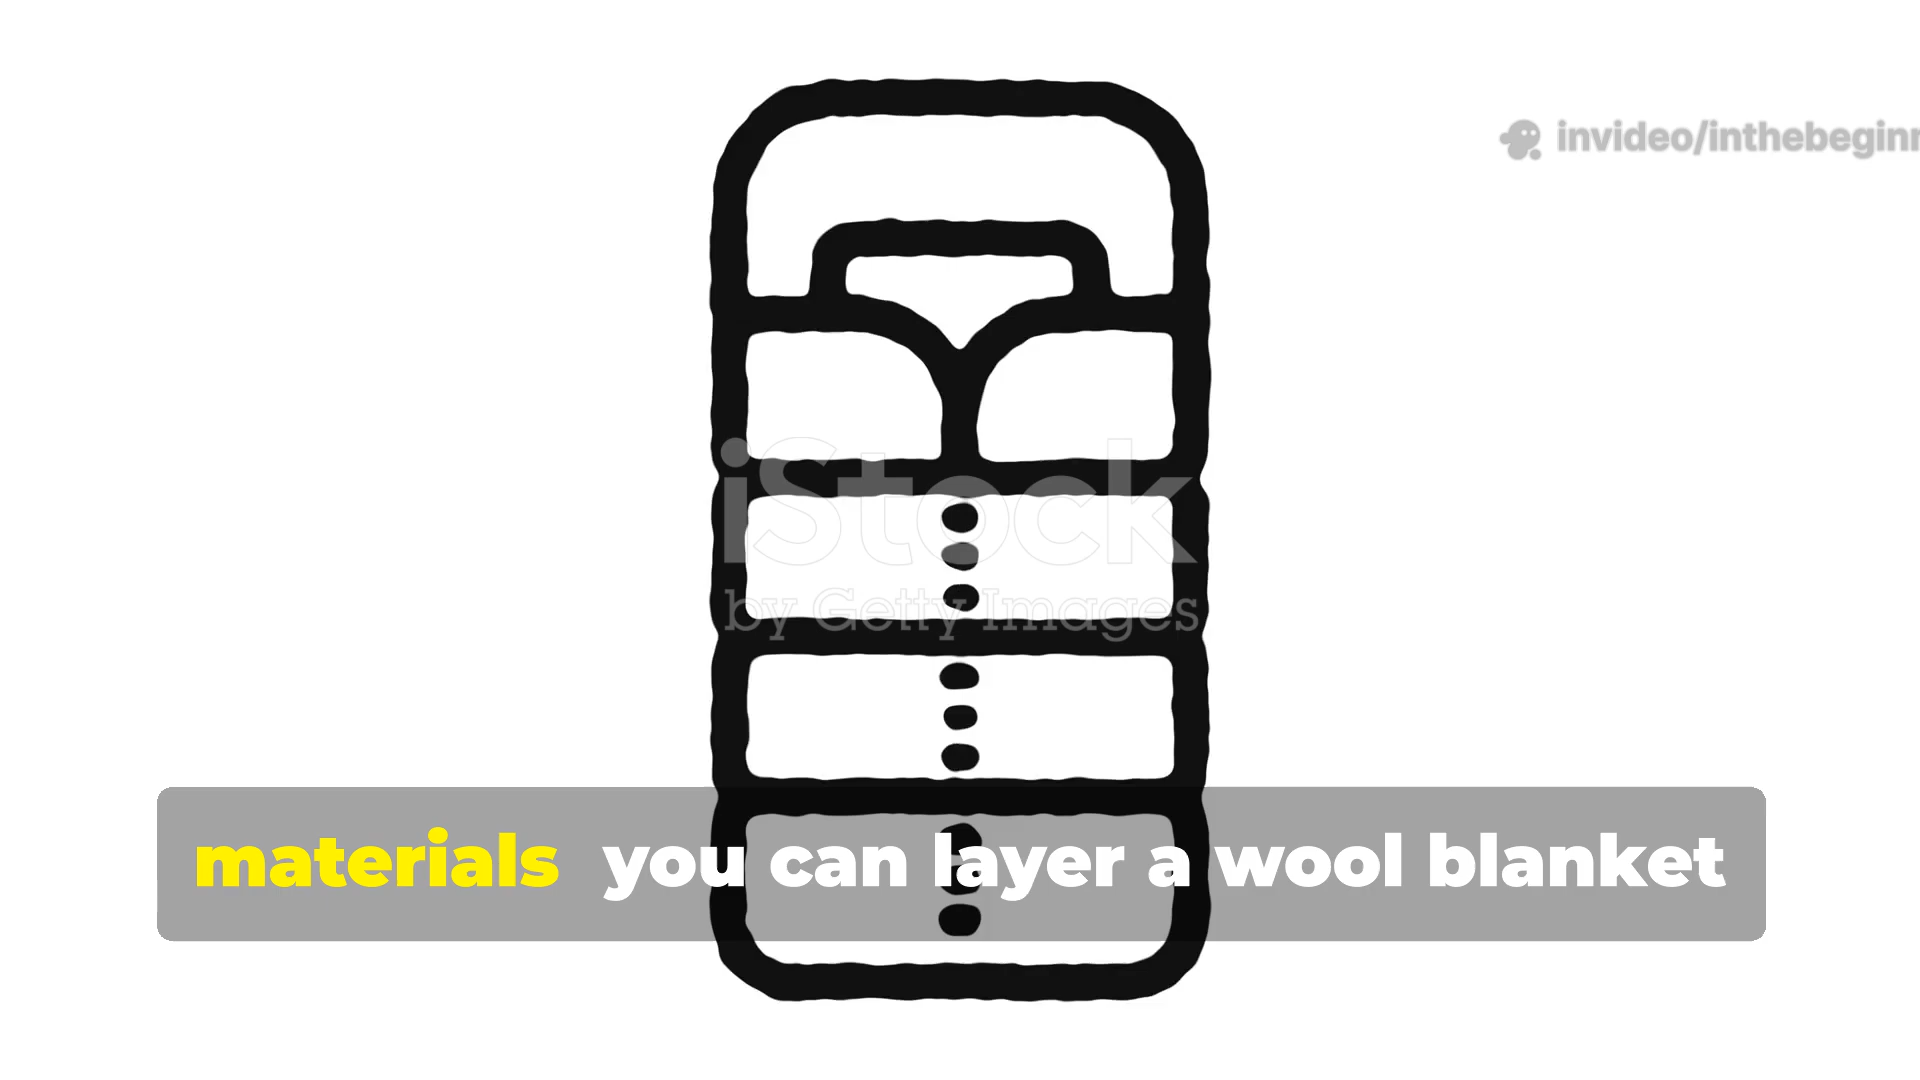 invideo/inthebeginn
iStock
by Getty Images
materials you can layer a wool blanket